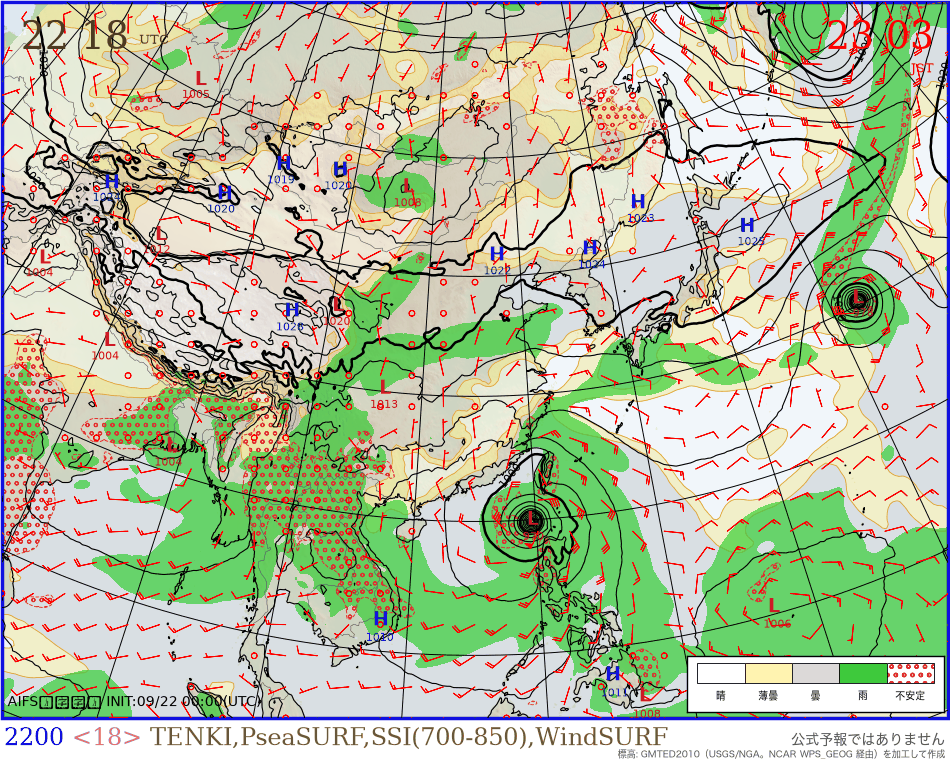 22 18 UTC
23 03 JST
L 1005
H 1019
H 1020
H 1020
L 1008
L 1004
H 1023
H 1025
H 1024
L
L 1004
H 1026
L 1020
L 1004
L 1013
L 1004
L
L 1006
H 1010
H
L 1008
晴 薄曇 曇 雨 不安定
INIT:09/22 00:00(UTC)
2200 <18> TENKI,PseaSURF,SSI(700-850),WindSURF
公式予報ではありません
標高: GMTED2010（USGS/NGA。NCAR WPS_GEOG 経由）を加工して作成